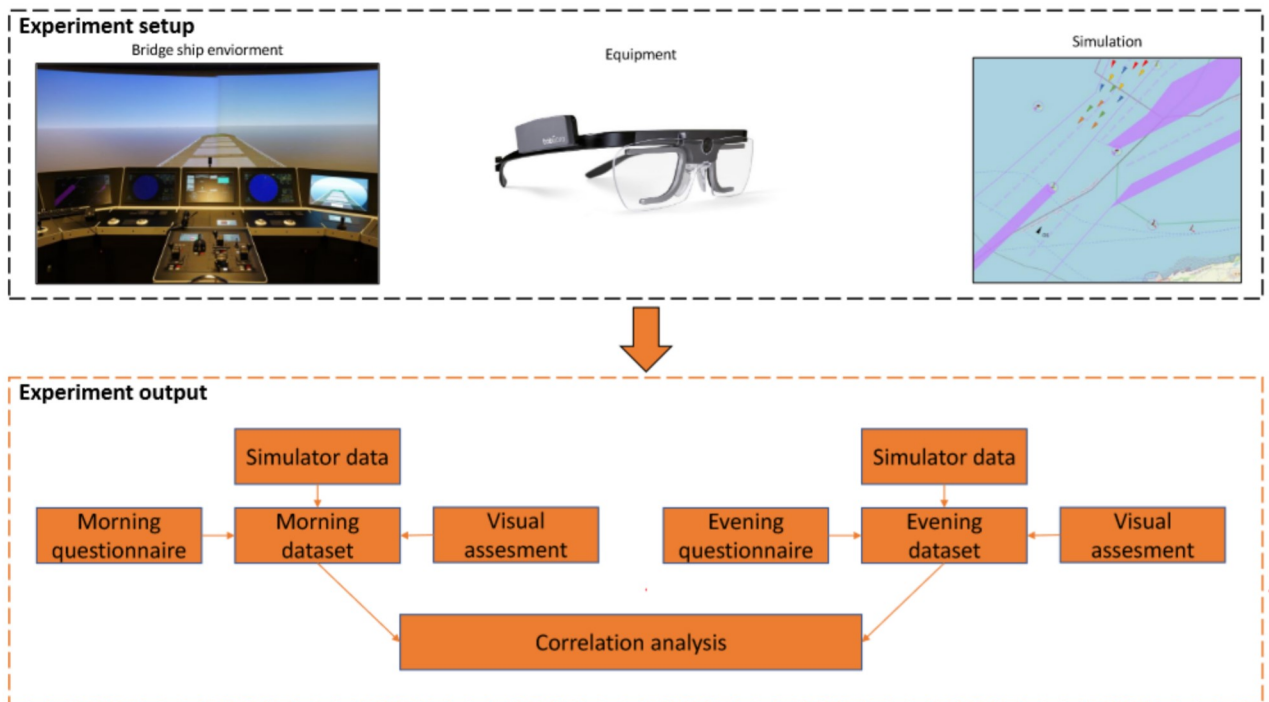 Experiment setup
Bridge ship enviorment
Equipment
Simulation
Experiment output
Simulator data
Simulator data
Morning
questionnaire
Morning
dataset
Visual
assesment
Evening
questionnaire
Evening
dataset
Visual
assesment
Correlation analysis